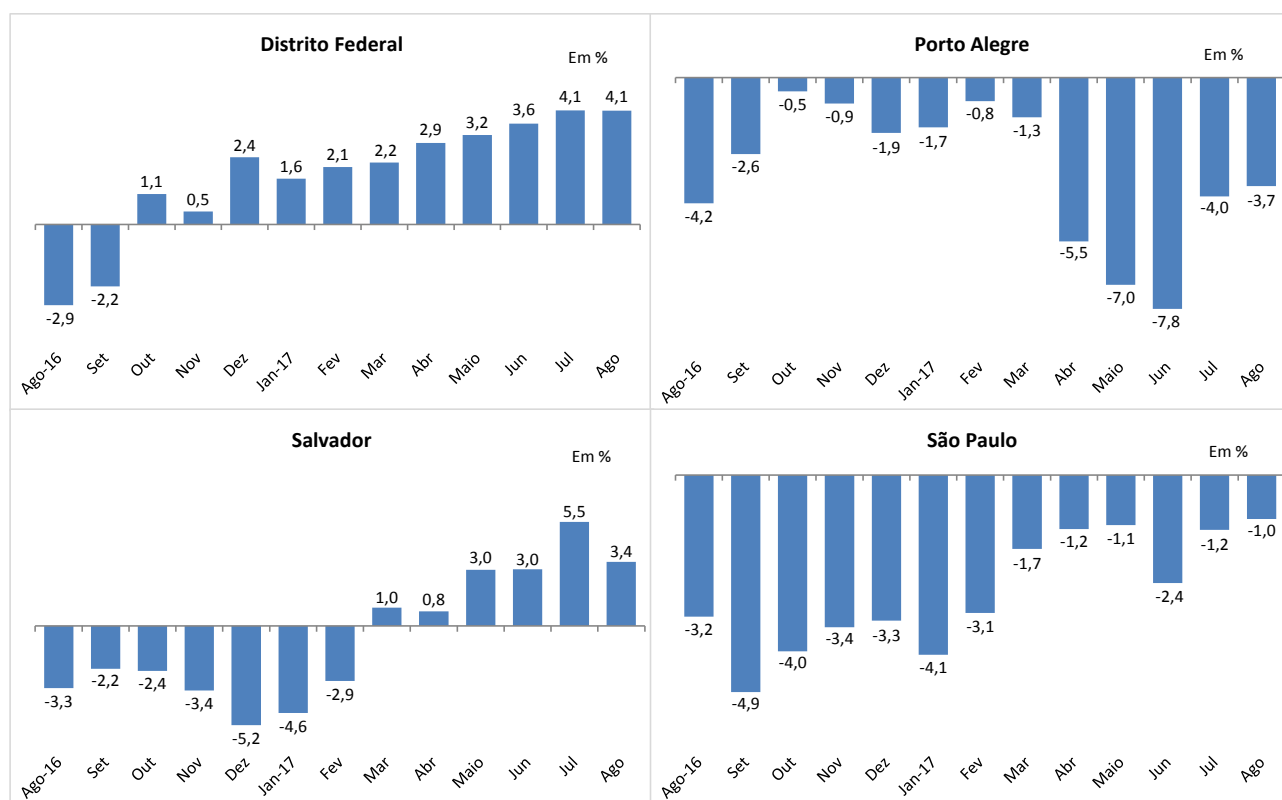 Distrito Federal
Em %
-2,9
-2,2
1,1
0,5
2,4
1,6
2,1
2,2
2,9
3,2
3,6
4,1
4,1
Ago-16
Set
Out
Nov
Dez
Jan-17
Fev
Mar
Abr
Maio
Jun
Jul
Ago
Porto Alegre
Em %
-4,2
-2,6
-0,5
-0,9
-1,9
-1,7
-0,8
-1,3
-5,5
-7,0
-7,8
-4,0
-3,7
Ago-16
Set
Out
Nov
Dez
Jan-17
Fev
Mar
Abr
Maio
Jun
Jul
Ago
Salvador
Em %
-3,3
-2,2
-2,4
-3,4
-5,2
-4,6
-2,9
1,0
0,8
3,0
3,0
5,5
3,4
Ago-16
Set
Out
Nov
Dez
Jan-17
Fev
Mar
Abr
Maio
Jun
Jul
Ago
São Paulo
Em %
-3,2
-4,9
-4,0
-3,4
-3,3
-4,1
-3,1
-1,7
-1,2
-1,1
-2,4
-1,2
-1,0
Ago-16
Set
Out
Nov
Dez
Jan-17
Fev
Mar
Abr
Maio
Jun
Jul
Ago